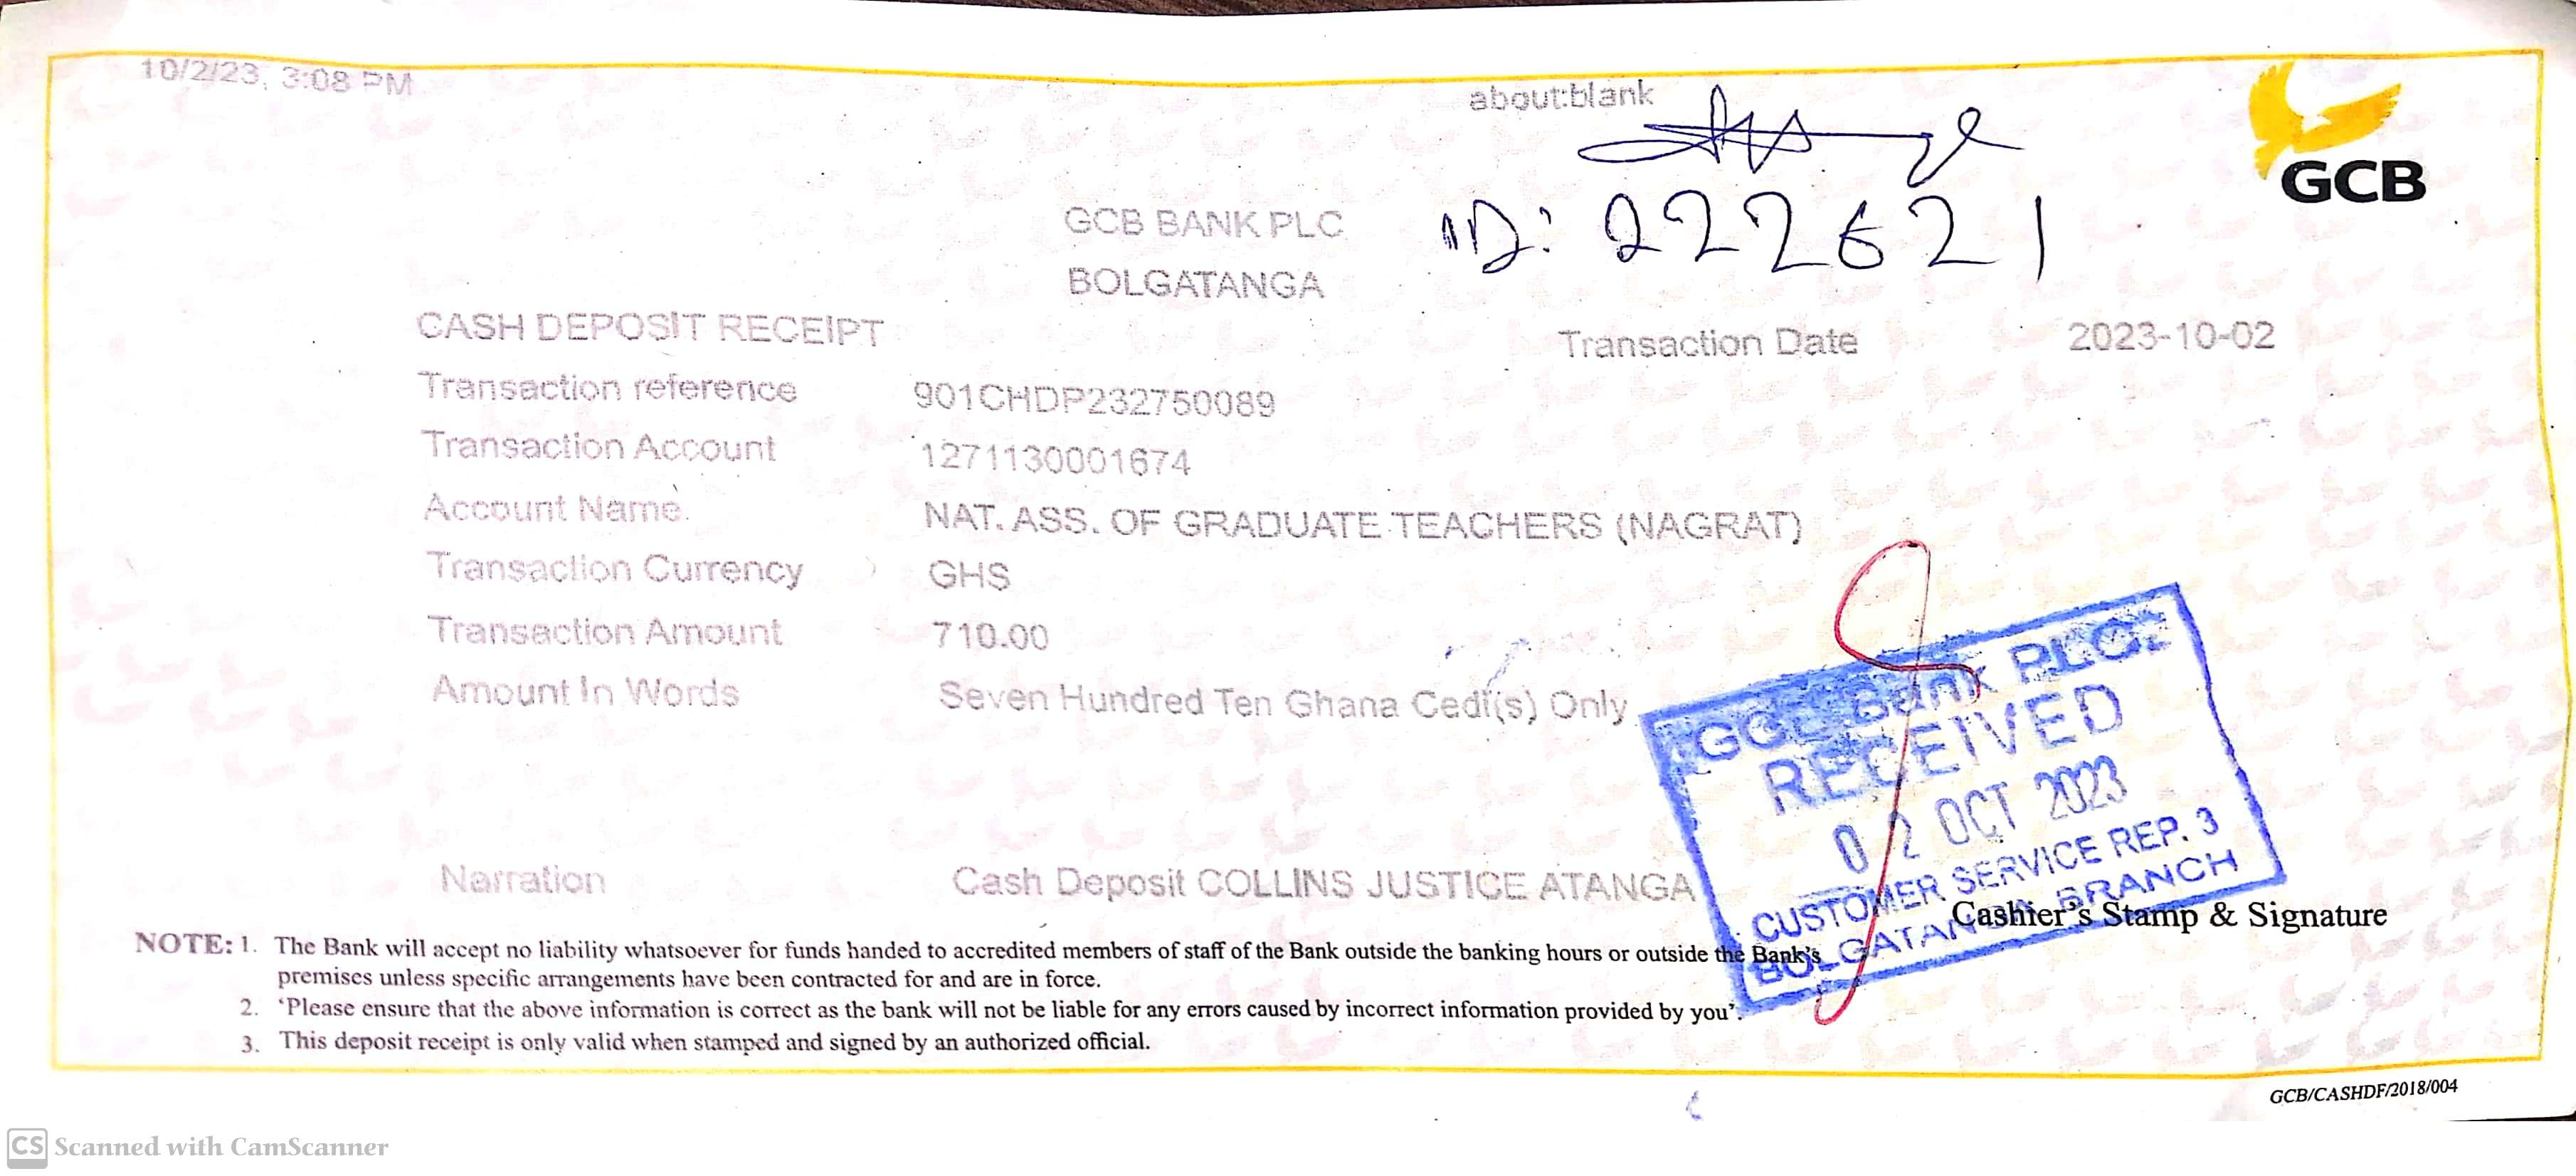 10/2/23, 3:08 PM
about:blank
GCB
ID: 222621
GCB BANK PLC
BOLGATANGA
CASH DEPOSIT RECEIPT
Transaction Date 2023-10-02
Transaction reference 901CHDP232750089
Transaction Account 1271130001674
Account Name. NAT. ASS. OF GRADUATE TEACHERS (NAGRAT)
Transaction Currency GHS
Transaction Amount 710.00
Amount In Words Seven Hundred Ten Ghana Cedi(s) Only
GCB Bank PLC.
RECEIVED
02 OCT 2023
CUSTOMER SERVICE REP. 3
BOLGATANGA BRANCH
Narration Cash Deposit COLLINS JUSTICE ATANGA
Cashier's Stamp & Signature
NOTE: 1. The Bank will accept no liability whatsoever for funds handed to accredited members of staff of the Bank outside the banking hours or outside the Bank's
premises unless specific arrangements have been contracted for and are in force.
2. 'Please ensure that the above information is correct as the bank will not be liable for any errors caused by incorrect information provided by you'.
3. This deposit receipt is only valid when stamped and signed by an authorized official.
GCB/CASHDF/2018/004
CS Scanned with CamScanner